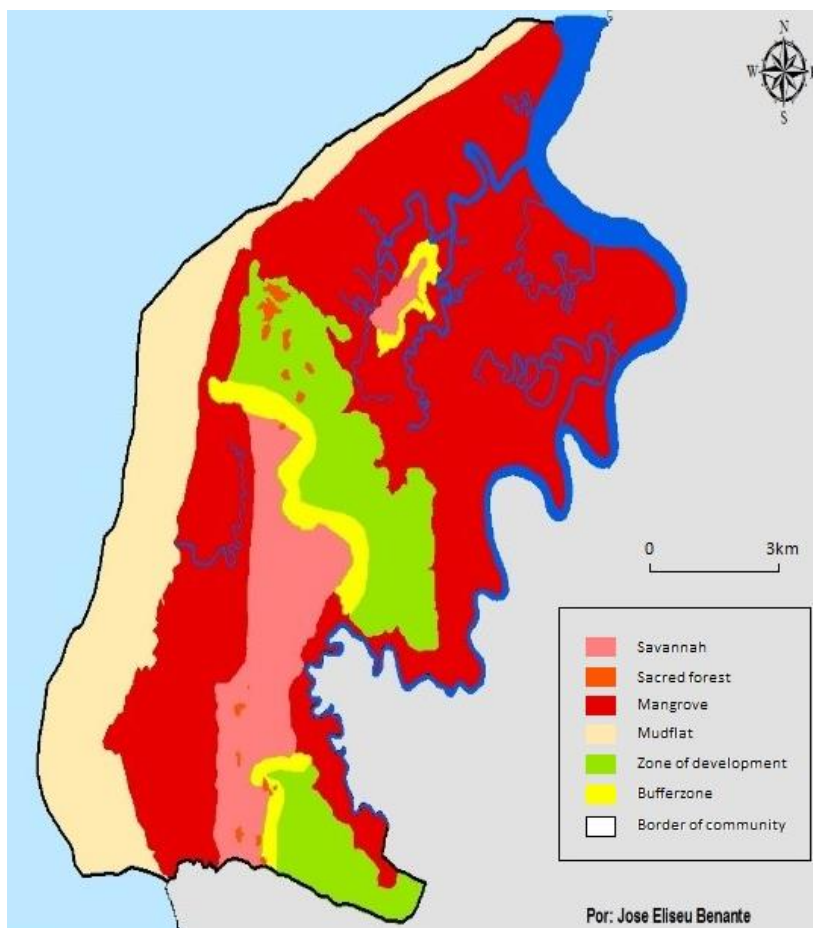 N
W E
S
0 3km
Savannah
Sacred forest
Mangrove
Mudflat
Zone of development
Bufferzone
Border of community
Por: Jose Eliseu Benante